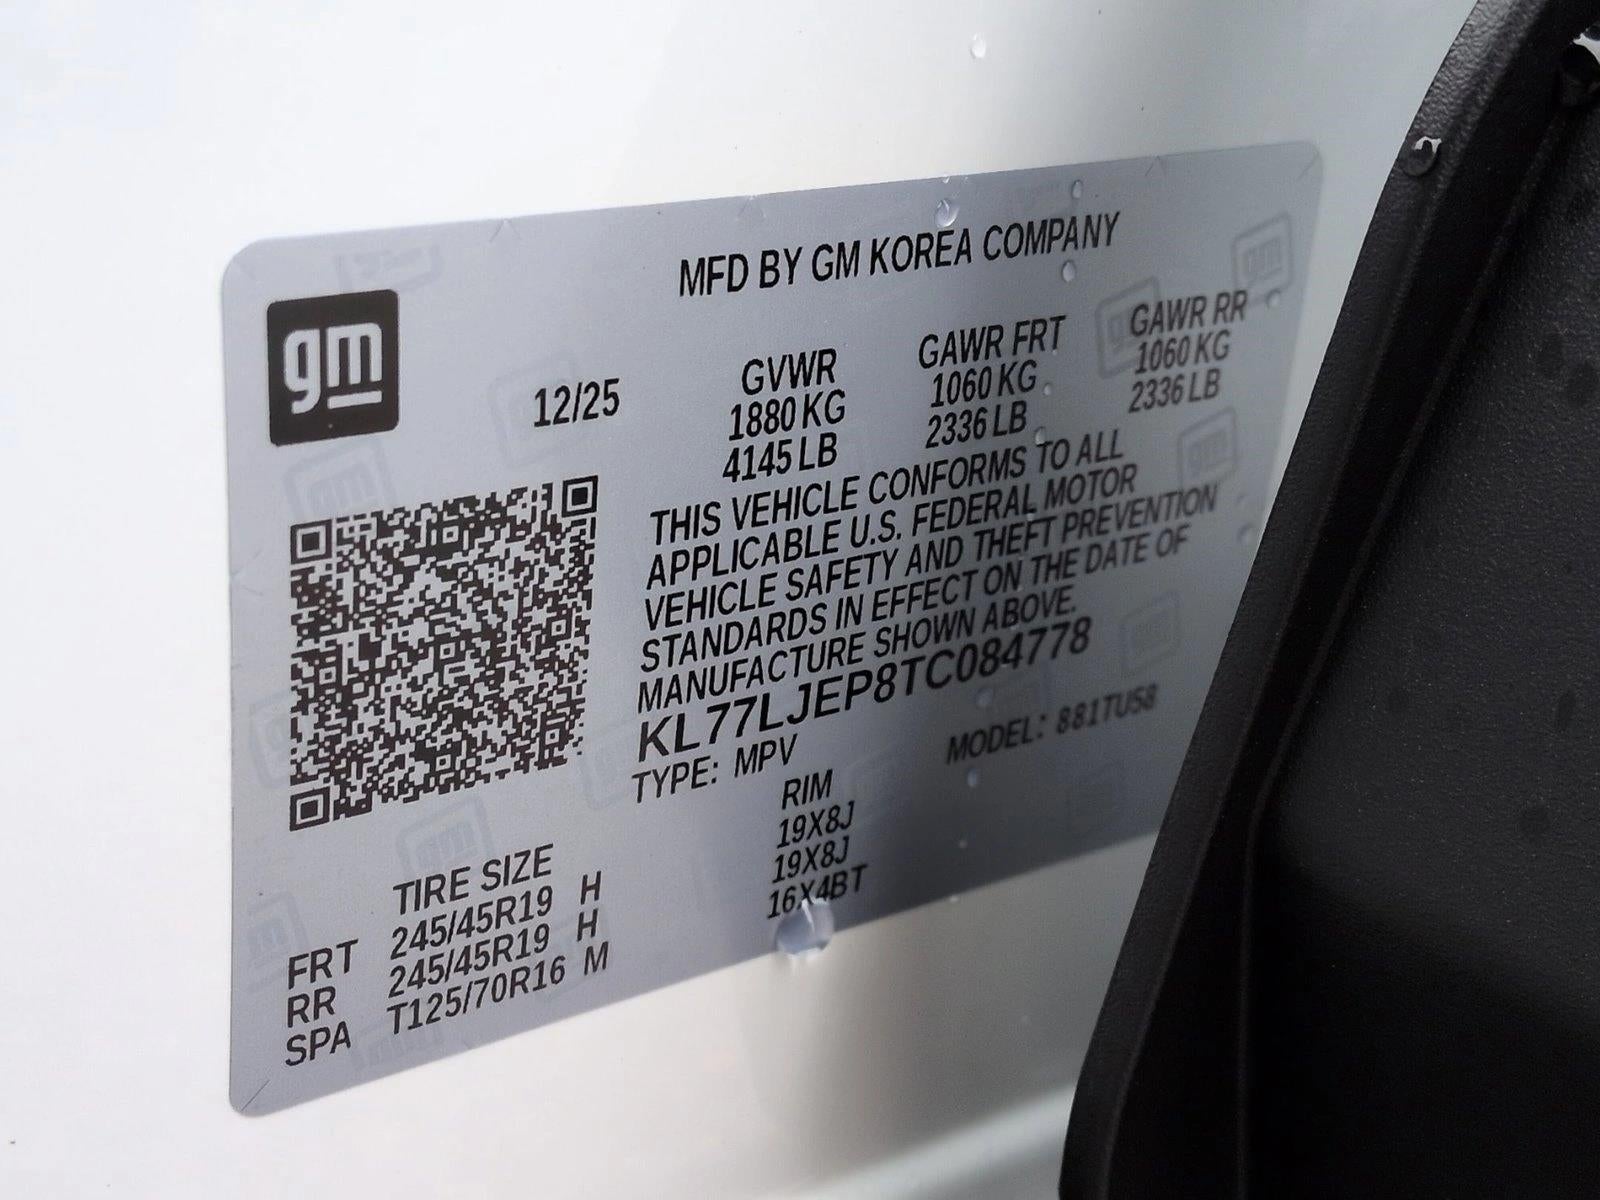 MFD BY GM KOREA COMPANY
gm
12/25
GVWR
1880 KG
4145 LB
GAWR FRT
1060 KG
2336 LB
GAWR RR
1060 KG
2336 LB
THIS VEHICLE CONFORMS TO ALL
APPLICABLE U.S. FEDERAL MOTOR
VEHICLE SAFETY AND THEFT PREVENTION
STANDARDS IN EFFECT ON THE DATE OF
MANUFACTURE SHOWN ABOVE.
KL77LJEP8TC084778
TYPE: MPV
MODEL: 881TU58
TIRE SIZE
RIM
FRT 245/45R19 H 19X8J
RR 245/45R19 H 19X8J
SPA T125/70R16 M 16X4BT